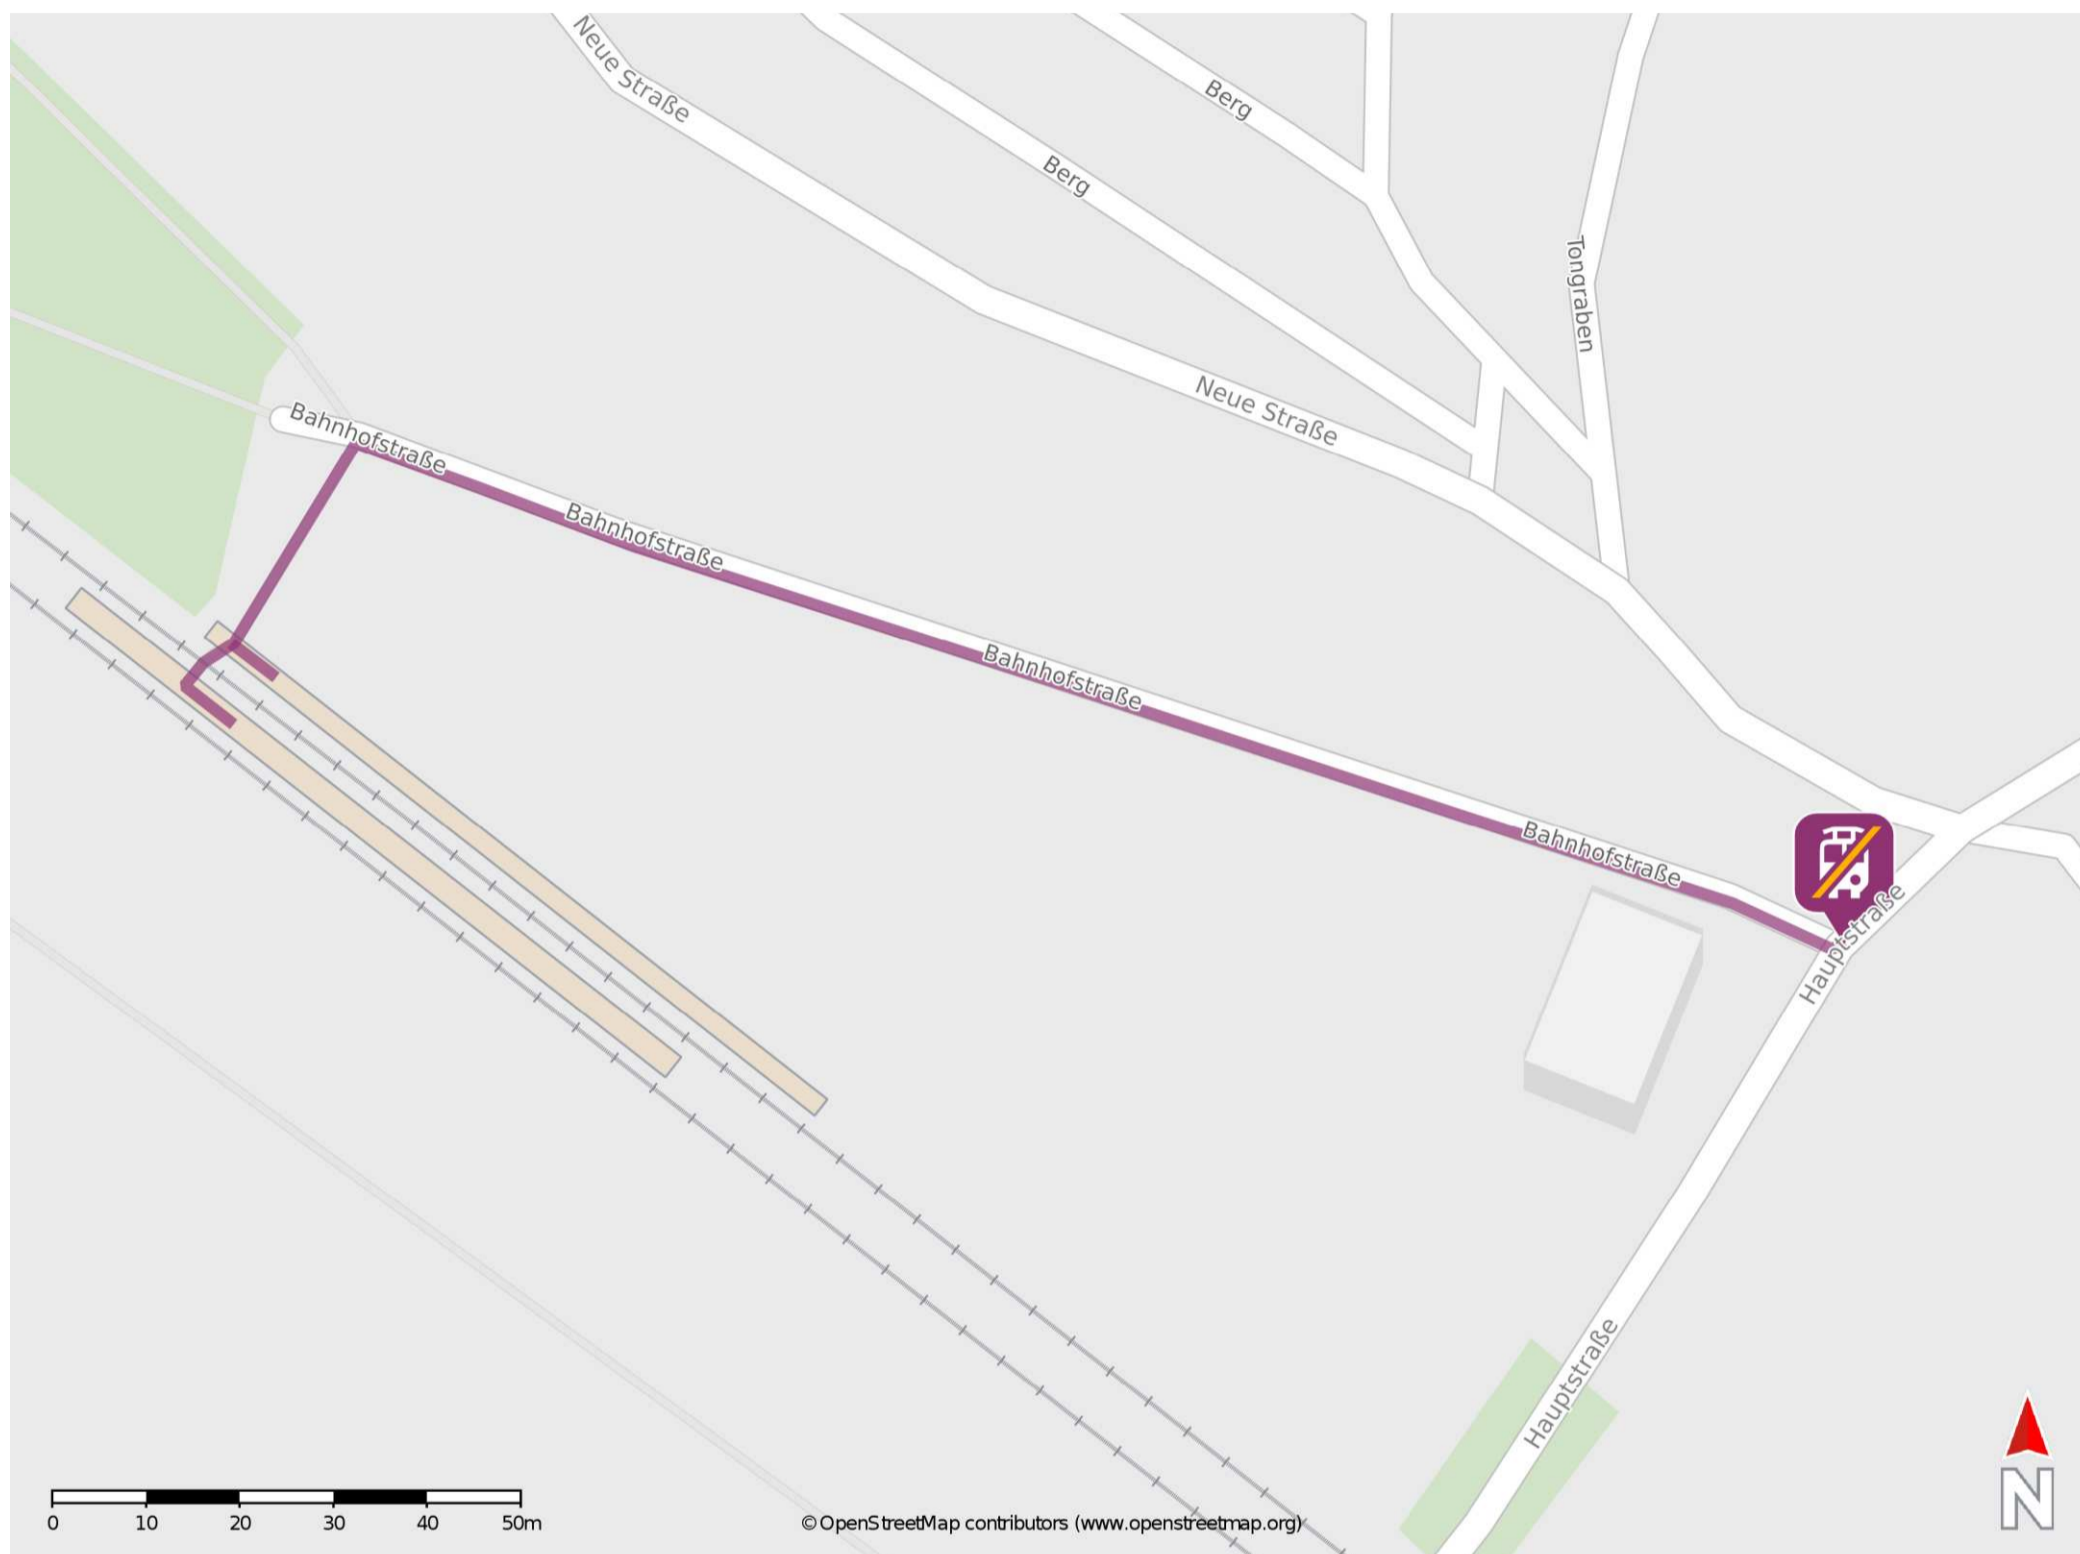 Neue Straße
Berg
Berg
Tongraben
Neue Straße
Bahnhofstraße
Bahnhofstraße
Bahnhofstraße
Bahnhofstraße
Hauptstraße
Hauptstraße
N
0 10 20 30 40 50m
© OpenStreetMap contributors (www.openstreetmap.org)